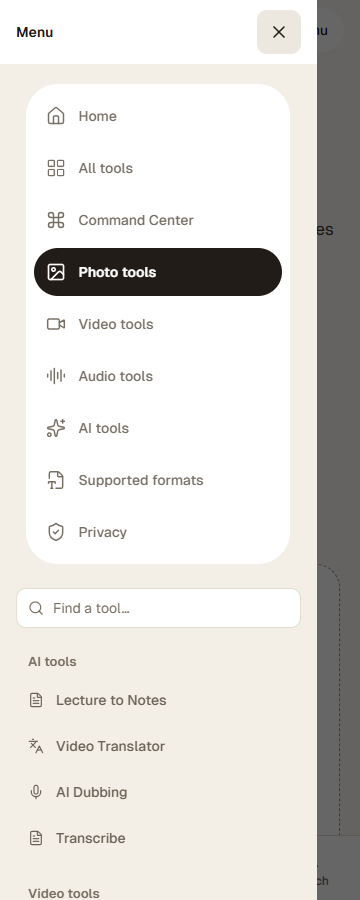 Menu
Home
All tools
Command Center
Photo tools
Video tools
Audio tools
AI tools
Supported formats
Privacy
Find a tool...
AI tools
Lecture to Notes
Video Translator
AI Dubbing
Transcribe
Video tools